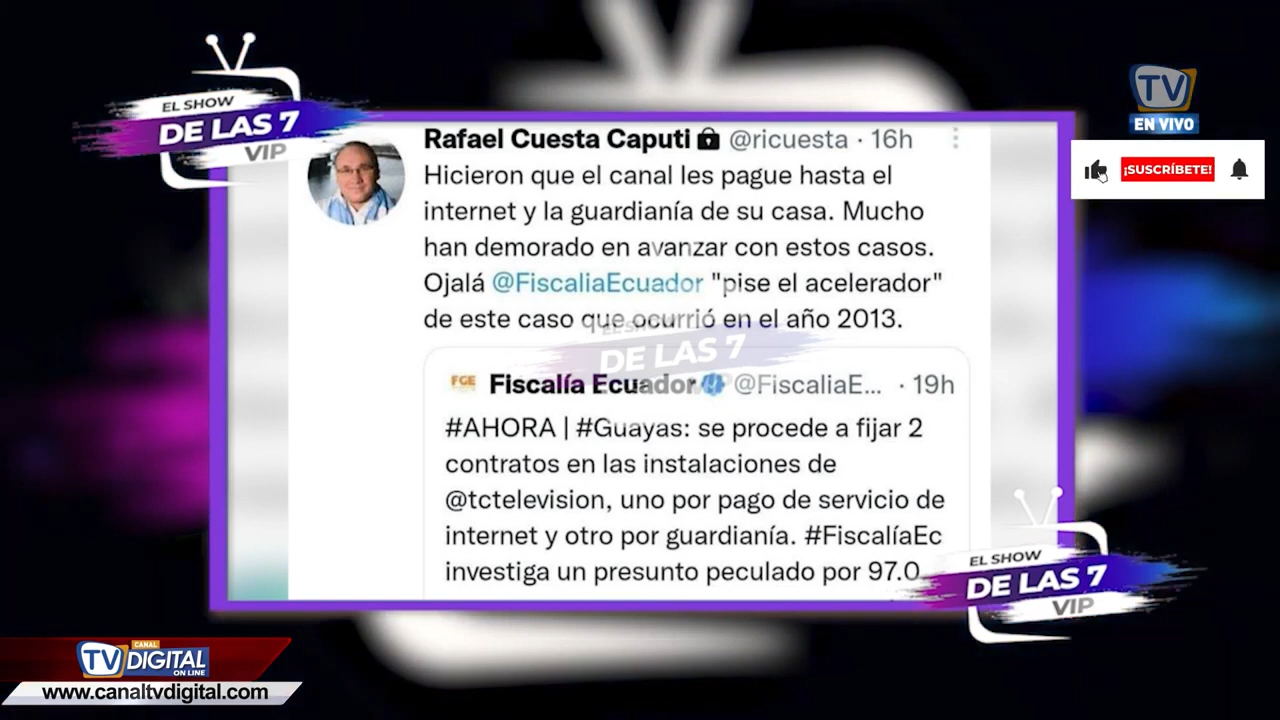 EL SHOW
DE LAS 7
VIP
TV
EN VIVO
¡SUSCRÍBETE!
Rafael Cuesta Caputi @ricuesta · 16h
Hicieron que el canal les pague hasta el
internet y la guardianía de su casa. Mucho
han demorado en avanzar con estos casos.
Ojalá @FiscaliaEcuador "pise el acelerador"
de este caso que ocurrió en el año 2013.
EL SHOW
DE LAS 7
FGE Fiscalía Ecuador @FiscaliaE... · 19h
#AHORA | #Guayas: se procede a fijar 2
contratos en las instalaciones de
@tctelevision, uno por pago de servicio de
internet y otro por guardianía. #FiscalíaEc
investiga un presunto peculado por 97.0
EL SHOW
DE LAS 7
VIP
CANAL
TV DIGITAL
ON LINE
www.canaltvdigital.com